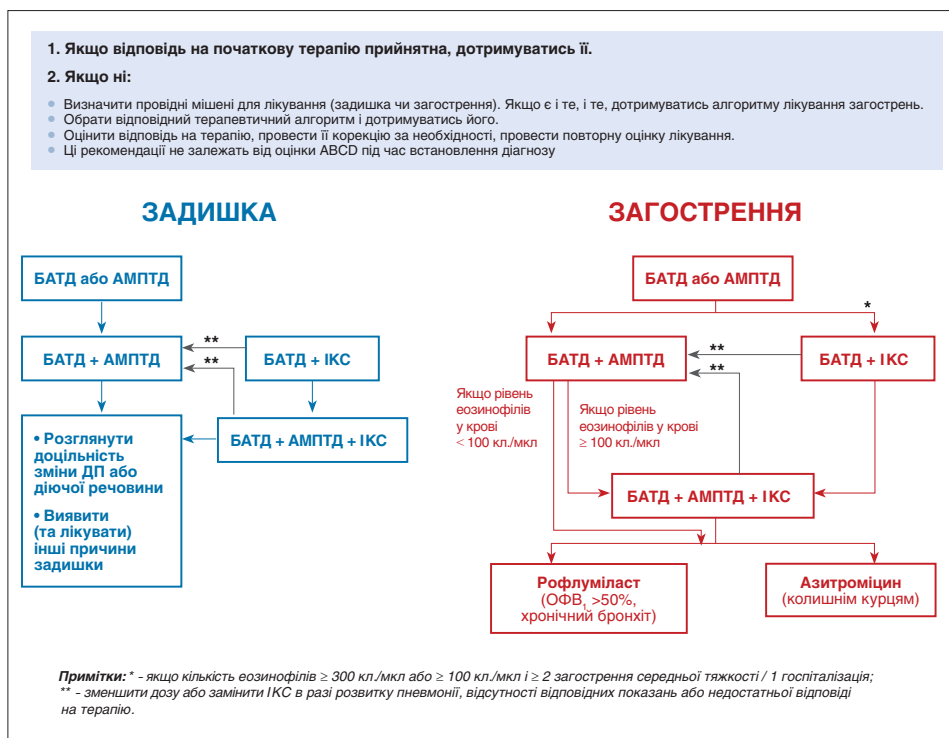 1. Якщо відповідь на початкову терапію прийнятна, дотримуватись її.
2. Якщо ні:
• Визначити провідні мішені для лікування (задишка чи загострення). Якщо є і те, і те, дотримуватись алгоритму лікування загострень.
• Обрати відповідний терапевтичний алгоритм і дотримуватись його.
• Оцінити відповідь на терапію, провести її корекцію за необхідності, провести повторну оцінку лікування.
• Ці рекомендації не залежать від оцінки ABCD під час встановлення діагнозу
ЗАДИШКА
БАТД або АМПТД
БАТД + АМПТД
**
**
БАТД + ІКС
БАТД + АМПТД + ІКС
• Розглянути
доцільність
зміни ДП або
діючої речовини
• Виявити
(та лікувати)
інші причини
задишки
ЗАГОСТРЕННЯ
БАТД або АМПТД
*
БАТД + АМПТД
**
**
БАТД + ІКС
Якщо рівень
еозинофілів
у крові
< 100 кл./мкл
Якщо рівень
еозинофілів у крові
≥ 100 кл./мкл
БАТД + АМПТД + ІКС
Рофлуміласт
(ОФВ₁ >50%,
хронічний бронхіт)
Азитроміцин
(колишнім курцям)
Примітки: * - якщо кількість еозинофілів ≥ 300 кл./мкл або ≥ 100 кл./мкл і ≥ 2 загострення середньої тяжкості / 1 госпіталізація;
** - зменшити дозу або замінити ІКС в разі розвитку пневмонії, відсутності відповідних показань або недостатньої відповіді
на терапію.